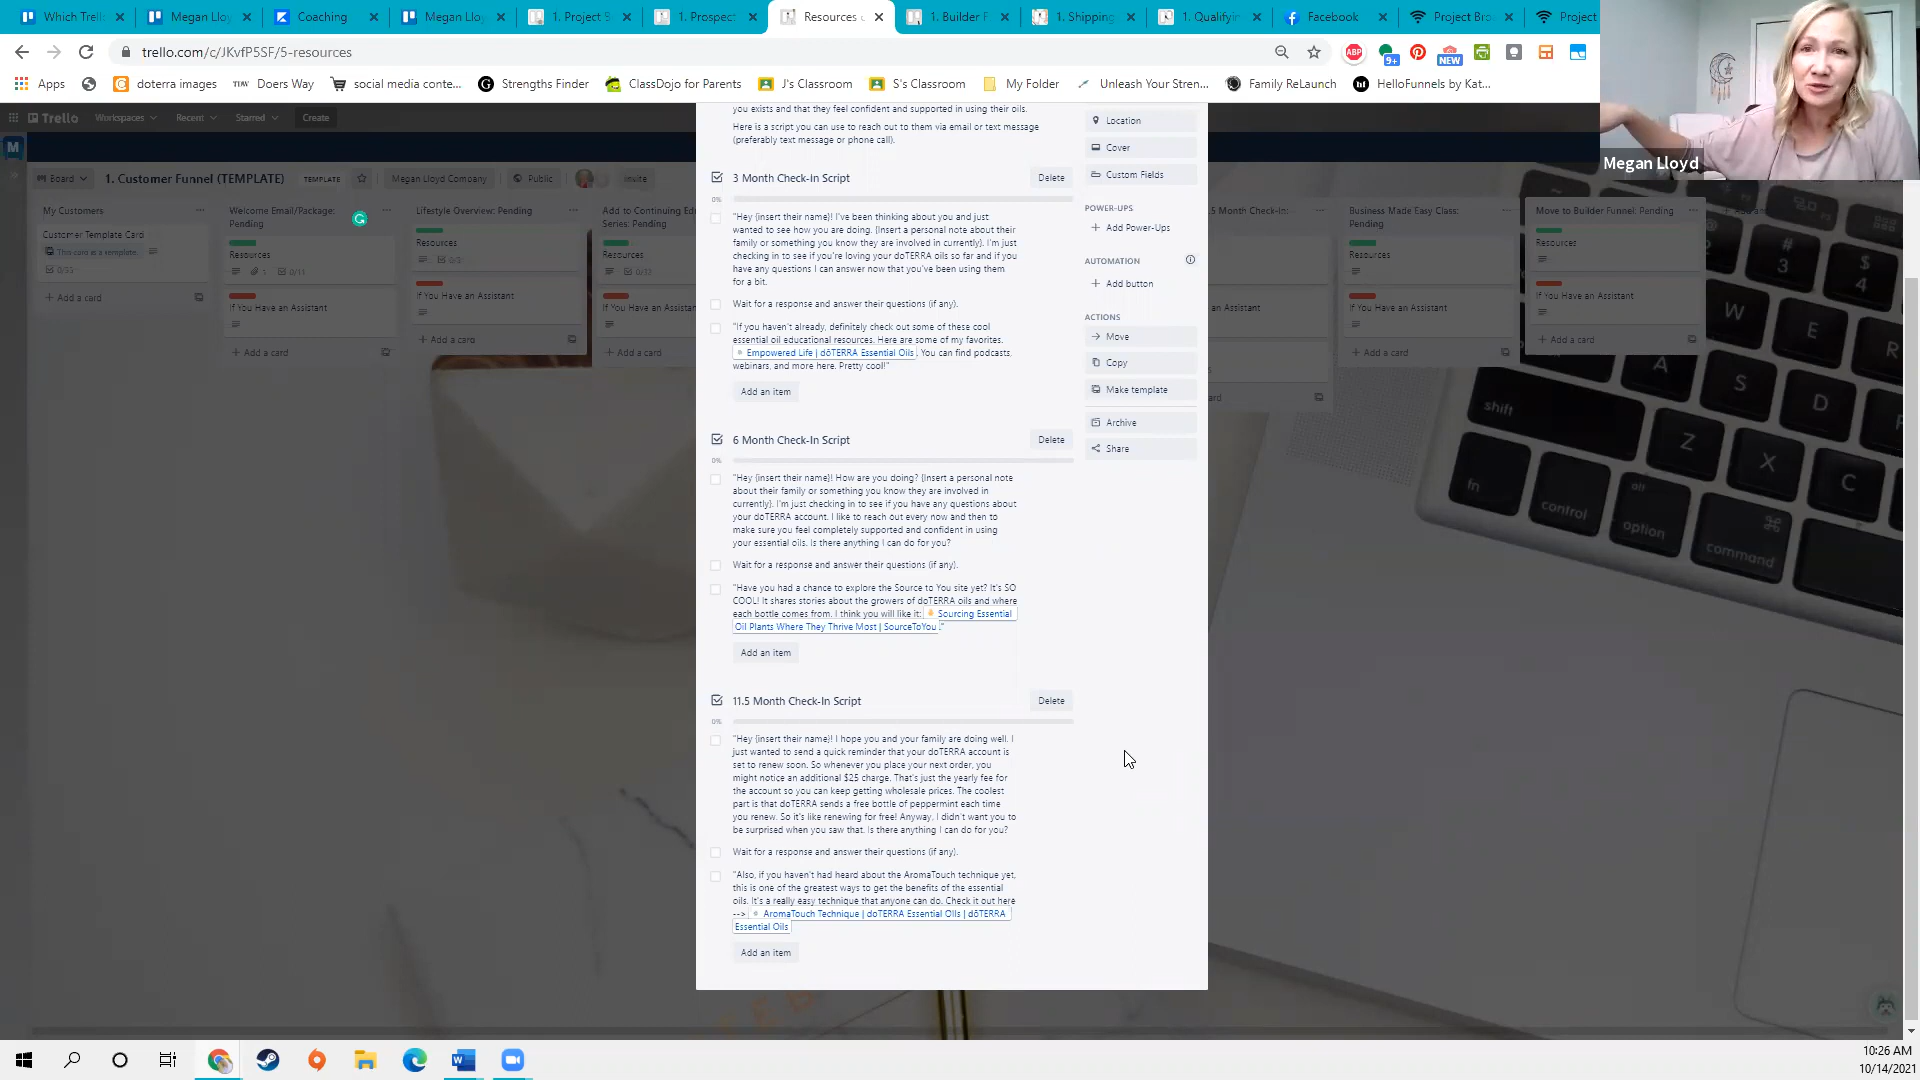 Which Trell
Megan Lloy
Coaching
Megan Lloy
1. Project S
1. Prospect
Resources
1. Builder F
1. Shipping
1. Qualifyin
Facebook
Project Bro
Project
trello.com/c/JKvfP5SF/5-resources
ABP
9+
NEW
Apps
doterra images
Doers Way
social media conte...
Strengths Finder
ClassDojo for Parents
J's Classroom
S's Classroom
My Folder
Unleash Your Stren...
Family ReLaunch
HelloFunnels by Kat...
Megan Lloyd
Trello
Workspaces
Recent
Starred
Create
M
Board
1. Customer Funnel (TEMPLATE)
TEMPLATE
Megan Lloyd Company
Public
Invite
My Customers
Customer Template Card
This card is a template.
0/33
+ Add a card
Welcome Email/Package:
Pending
Resources
1
0/11
If You Have an Assistant
+ Add a card
Lifestyle Overview: Pending
Resources
0/3
If You Have an Assistant
+ Add a card
Add to Continuing Ed
Series: Pending
Resources
0/32
If You Have an Assistant
+ Add a card
you exists and that they feel confident and supported in using their oils.
Here is a script you can use to reach out to them via email or text message
(preferably text message or phone call).
3 Month Check-In Script
Delete
0%
"Hey {insert their name}! I've been thinking about you and just
wanted to see how you are doing. {Insert a personal note about their
family or something you know they are involved in currently}. I'm just
checking in to see if you're loving your doTERRA oils so far and if you
have any questions I can answer now that you've been using them
for a bit.
Wait for a response and answer their questions (if any).
"If you haven't already, definitely check out some of these cool
essential oil educational resources. Here are some of my favorites.
Empowered Life | dōTERRA Essential Oils . You can find podcasts,
webinars, and more here. Pretty cool!"
Add an item
6 Month Check-In Script
Delete
0%
"Hey {insert their name}! How are you doing? {Insert a personal note
about their family or something you know they are involved in
currently}. I'm just checking in to see if you have any questions about
your doTERRA account. I like to reach out every now and then to
make sure you feel completely supported and confident in using
your essential oils. Is there anything I can do for you?
Wait for a response and answer their questions (if any).
"Have you had a chance to explore the Source to You site yet? It's SO
COOL! It shares stories about the growers of doTERRA oils and where
each bottle comes from. I think you will like it: Sourcing Essential
Oil Plants Where They Thrive Most | SourceToYou ."
Add an item
11.5 Month Check-In Script
Delete
0%
"Hey {insert their name}! I hope you and your family are doing well. I
just wanted to send a quick reminder that your doTERRA account is
set to renew soon. So whenever you place your next order, you
might notice an additional $25 charge. That's just the yearly fee for
the account so you can keep getting wholesale prices. The coolest
part is that doTERRA sends a free bottle of peppermint each time
you renew. So it's like renewing for free! Anyway, I didn't want you to
be surprised when you saw that. Is there anything I can do for you?
Wait for a response and answer their questions (if any).
"Also, if you haven't had heard about the AromaTouch technique yet,
this is one of the greatest ways to get the benefits of the essential
oils. It's a really easy technique that anyone can do. Check it out here
--> AromaTouch Technique | doTERRA Essential OIls | dōTERRA
Essential Oils
Add an item
Location
Cover
Custom Fields
POWER-UPS
+ Add Power-Ups
AUTOMATION
+ Add button
ACTIONS
Move
Copy
Make template
Archive
Share
.5 Month Check-In:
Business Made Easy Class:
Pending
Resources
If You Have an Assistant
+ Add a card
Move to Builder Funnel: Pending
Resources
If You Have an Assistant
+ Add a card
#
3
$
4
W
E
R
A
S
D
shift
Z
X
C
fn
control
alt
option
command
10:26 AM
10/14/2021